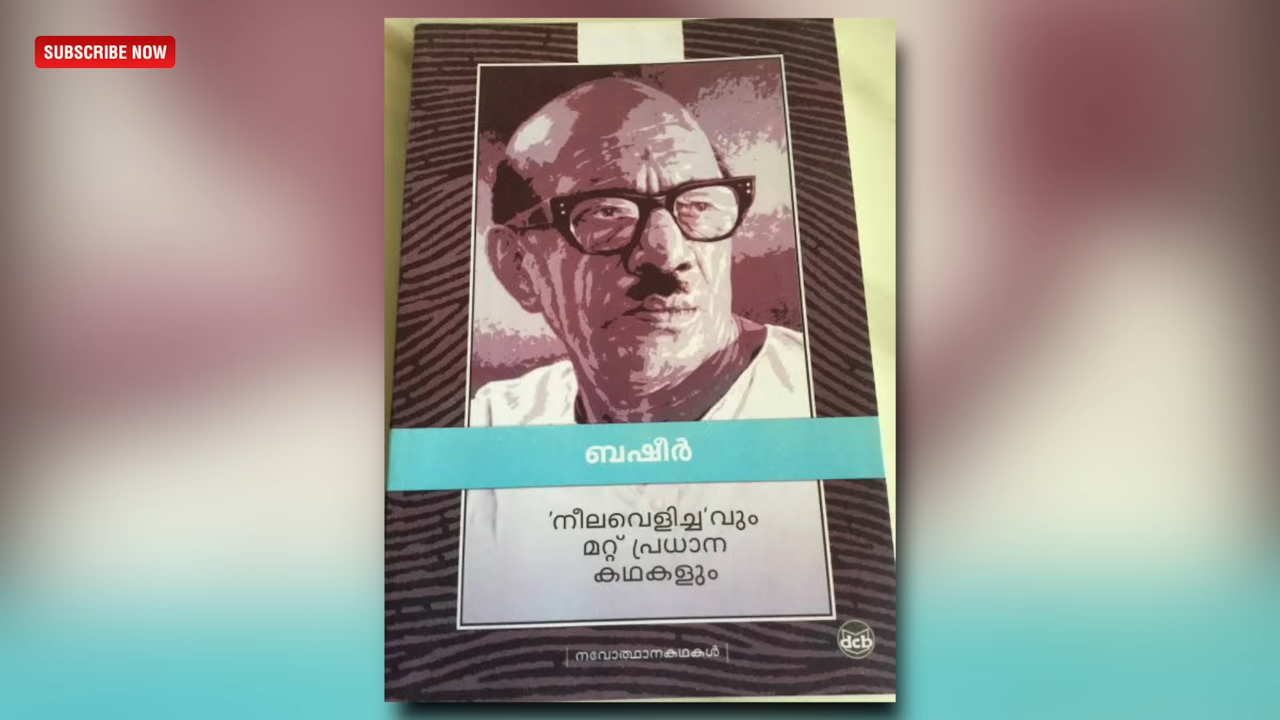 SUBSCRIBE NOW
ബഷീർ
'നീലവെളിച്ച'വും
മറ്റ് പ്രധാന
കഥകളും
dcb
നവോത്ഥാനകഥകൾ